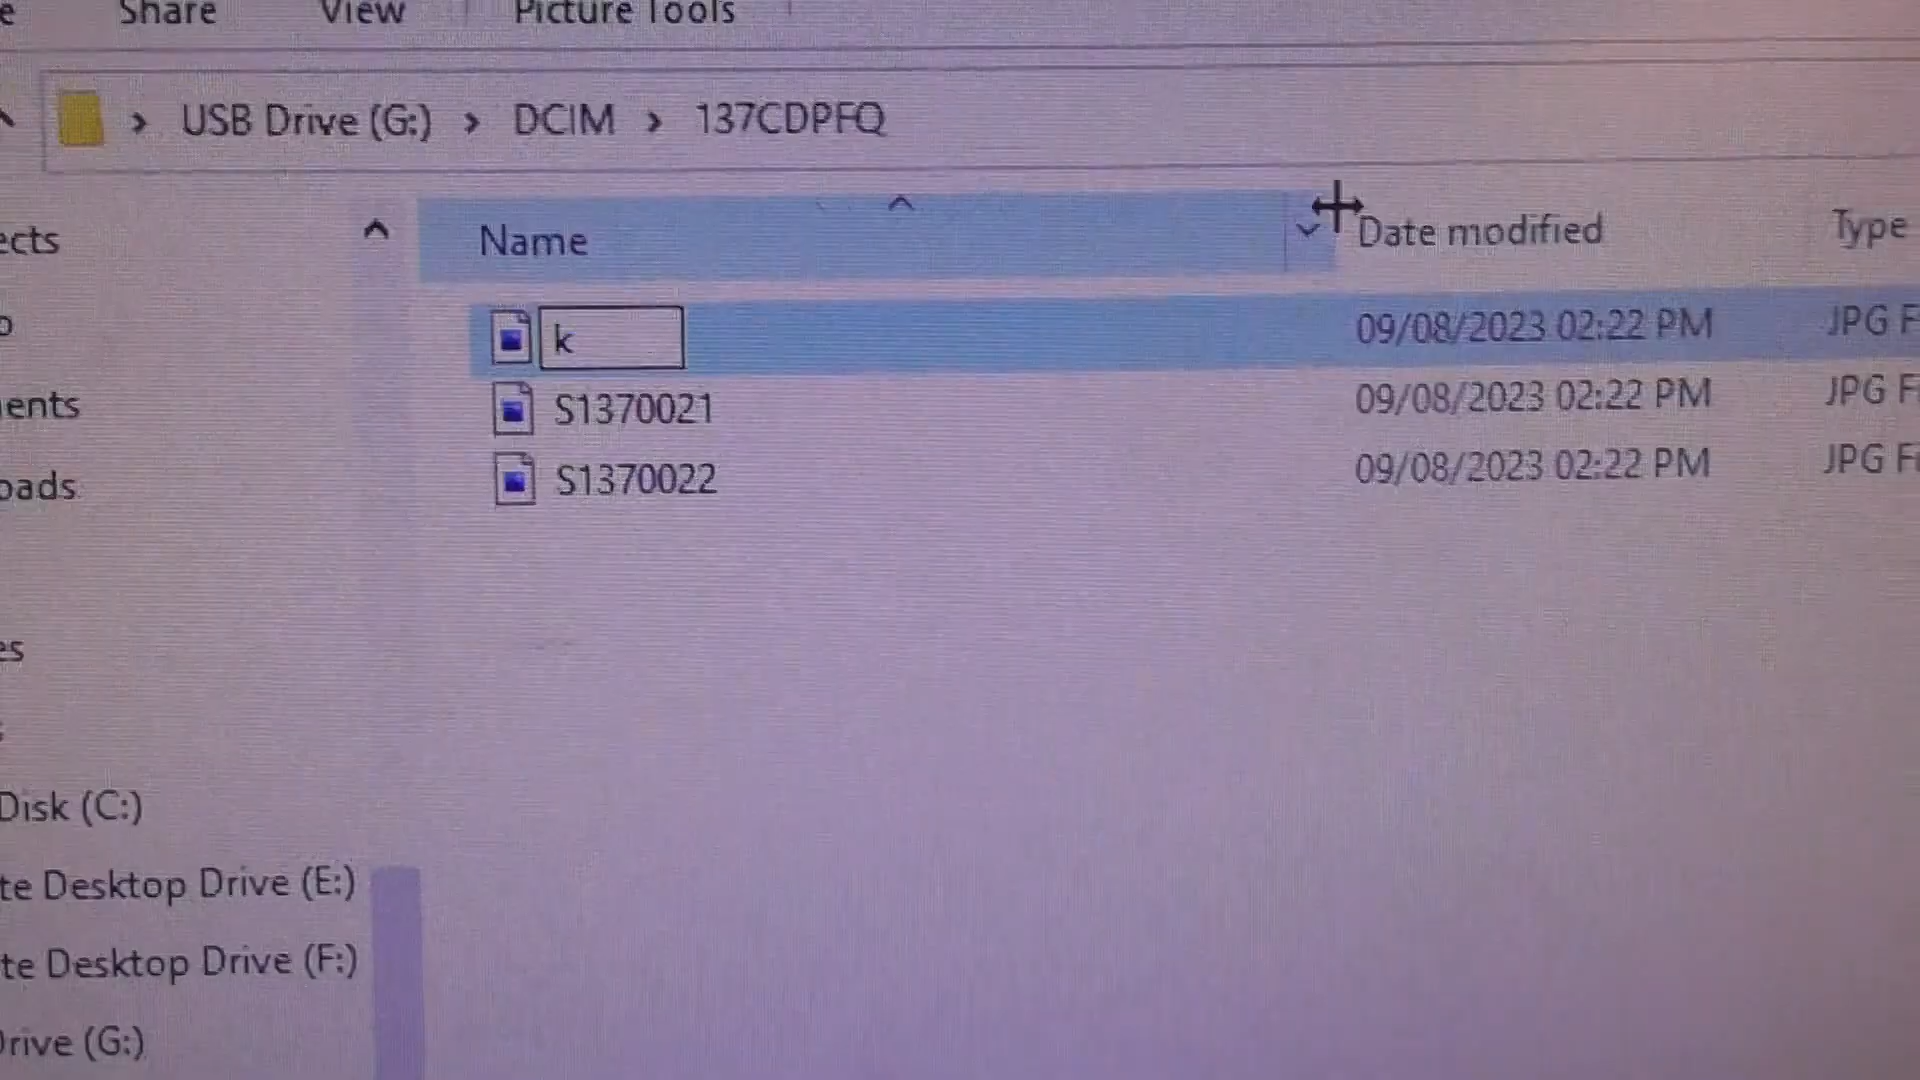 e Share View Picture Tools
USB Drive (G:) DCIM 137CDPFQ
Name Date modified Type
k 09/08/2023 02:22 PM JPG F
S1370021 09/08/2023 02:22 PM JPG F
S1370022 09/08/2023 02:22 PM JPG Fi
ects
o
ents
oads
es
Disk (C:)
te Desktop Drive (E:)
te Desktop Drive (F:)
Drive (G:)